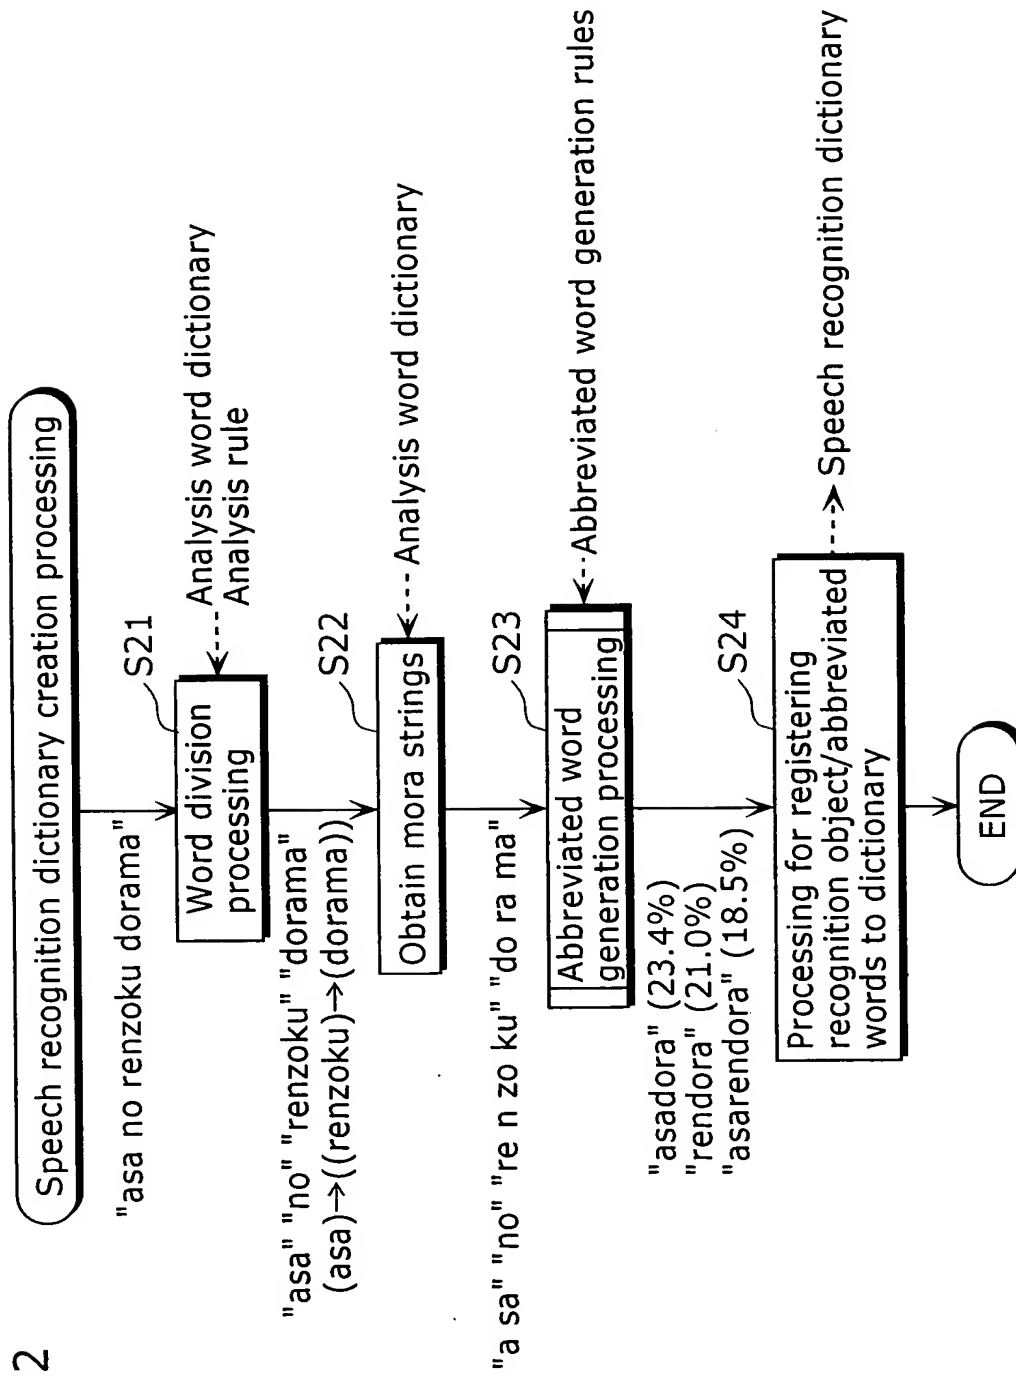 2
Speech recognition dictionary creation processing
"asa no renzoku dorama"
S21
Word division
processing
Analysis word dictionary
Analysis rule
"asa" "no" "renzoku" "dorama"
(asa)→((renzoku)→(dorama))
S22
Obtain mora strings
Analysis word dictionary
"a sa" "no" "re n zo ku" "do ra ma"
S23
Abbreviated word
generation processing
Abbreviated word generation rules
"asadora" (23.4%)
"rendora" (21.0%)
"asarendora" (18.5%)
S24
Processing for registering
recognition object/abbreviated
words to dictionary
Speech recognition dictionary
END